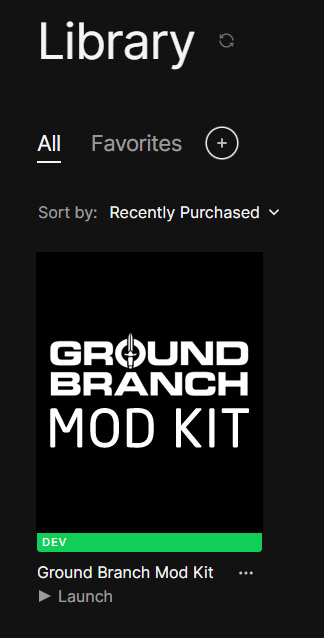 Library
All Favorites
Sort by: Recently Purchased
GROUND
BRANCH
MOD KIT
DEV
Ground Branch Mod Kit ...
Launch